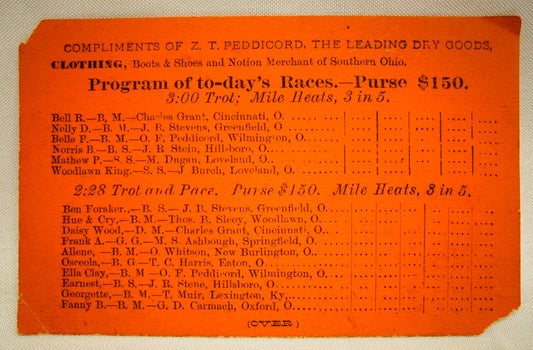 COMPLIMENTS OF Z. T. PEDDICORD, THE LEADING DRY GOODS,
CLOTHING, Boots & Shoes and Notion Merchant of Southern Ohio.
Program of to-day's Races.—Purse $150.
3:00 Trot; Mile Heats, 3 in 5.
Bell R.—B, M.—Charles Grant, Cincinnati, O.
Nelly D.—B. M.—J. B. Stevens, Greenfield, O
Belle P.—B. M.—O. F. Peddicord, Wilmington, O.
Norris B.—B. S.—J. R Stein, Hillsboro, O.
Mathew P.—S. S.—M. Dugan, Loveland, O.
Woodlawn King.—S. S.—J Burch, Loveland, O.
2:28 Trot and Pace. Purse $150. Mile Heats, 3 in 5.
Ben Foraker,—B. S.—J. B. Stevens, Greenfield, O.
Hue & Cry,—B. M.—Thos. B. Sleoy, Woodlawn, O.
Daisy Wood,—D. M.—Charles Grant, Cincinnati, O.
Frank A.—G. G.—M. S. Ashbough, Springfield, O.
Allene, —B. M.—O. Whitson, New Burlington, O.
Osceola,—B. G—T. C. Harris, Eaton, O.
Ella Clay,—B. M—O. F. Peddicord, Wilmington, O.
Earnest,—B. S.—J. R. Stene, Hillsboro, O.
Georgette,—B. M.—T. Muir, Lexington, Ky.
Fanny B.—B. M.—G. D. Carmach, Oxford, O.
(OVER)